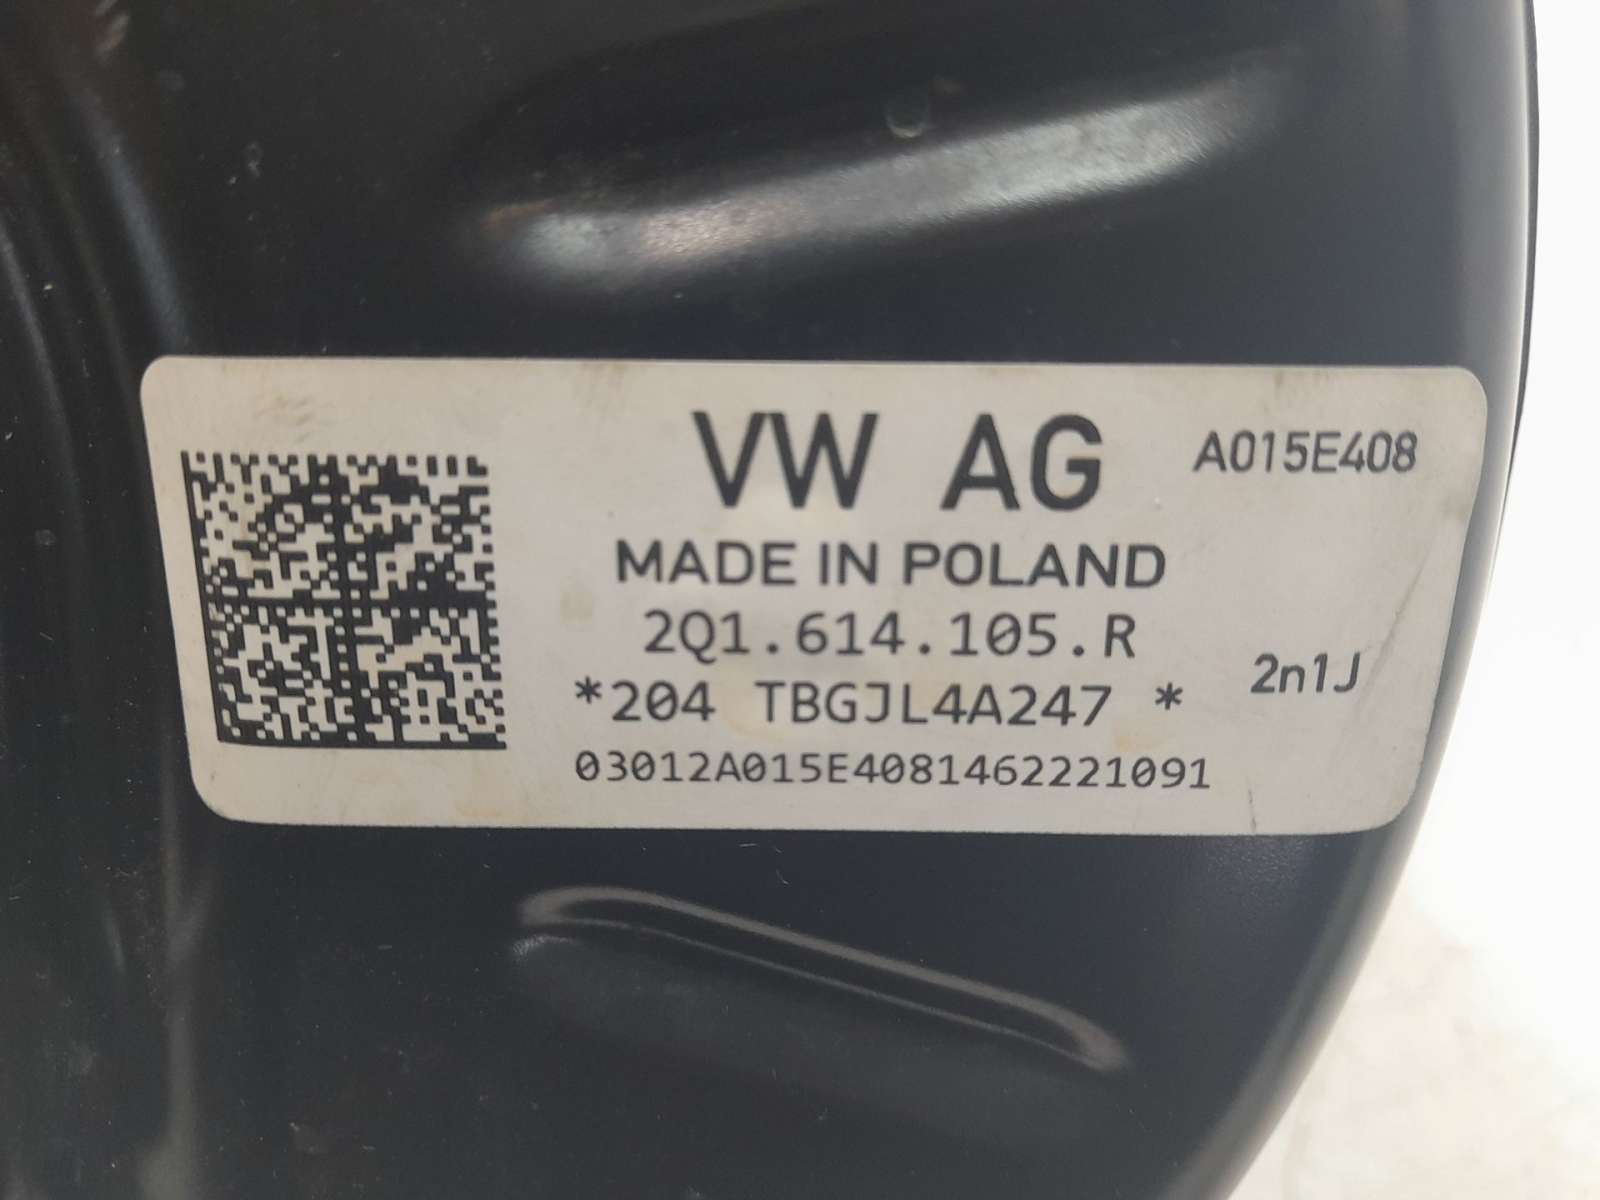 VW AG A015E408
MADE IN POLAND
2Q1.614.105.R
*204 TBGJL4A247 * 2n1J
03012A015E4081462221091